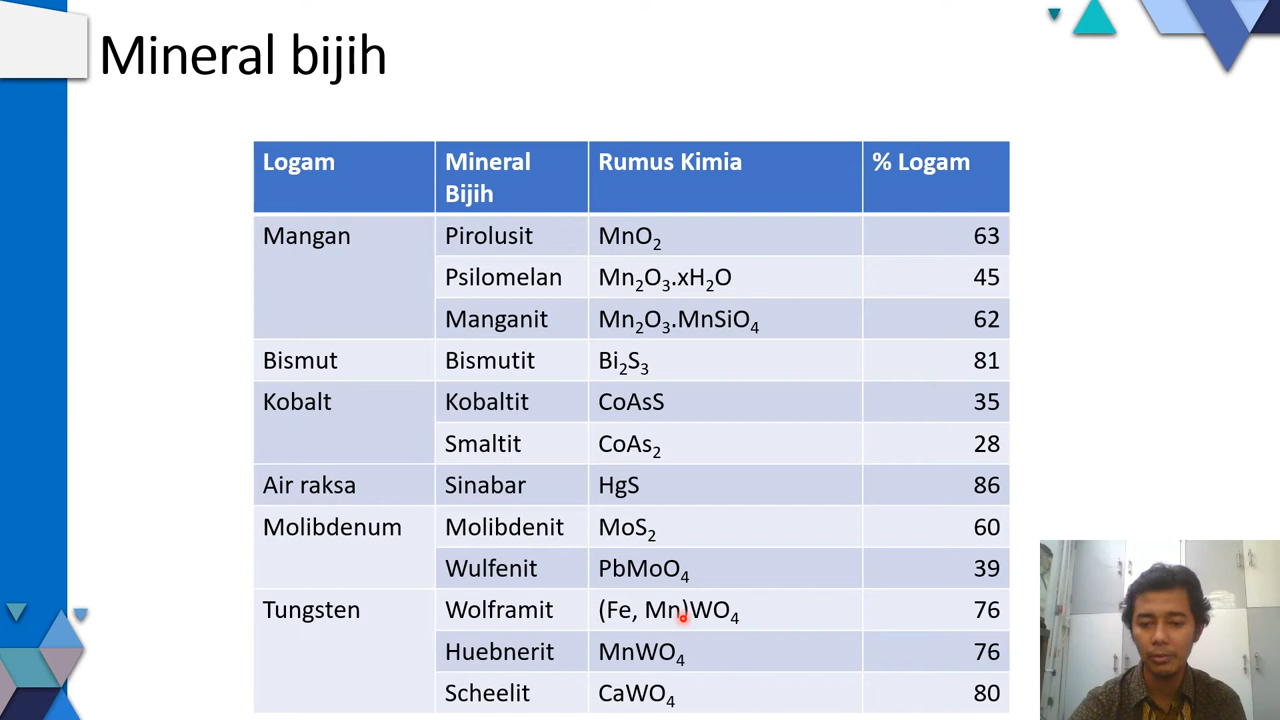 Mineral bijih
Logam Mineral Bijih Rumus Kimia % Logam
Mangan Pirolusit MnO₂ 63
Psilomelan Mn₂O₃.xH₂O 45
Manganit Mn₂O₃.MnSiO₄ 62
Bismut Bismutit Bi₂S₃ 81
Kobalt Kobaltit CoAsS 35
Smaltit CoAs₂ 28
Air raksa Sinabar HgS 86
Molibdenum Molibdenit MoS₂ 60
Wulfenit PbMoO₄ 39
Tungsten Wolframit (Fe, Mn)WO₄ 76
Huebnerit MnWO₄ 76
Scheelit CaWO₄ 80